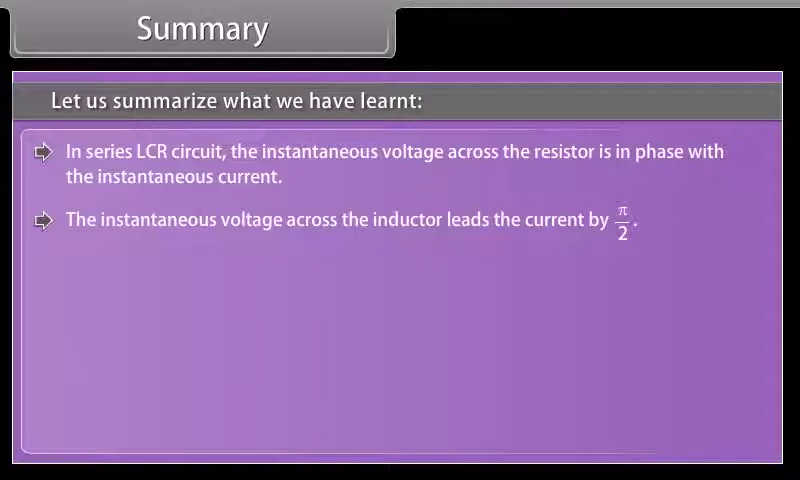 Summary
Let us summarize what we have learnt:
In series LCR circuit, the instantaneous voltage across the resistor is in phase with
the instantaneous current.
The instantaneous voltage across the inductor leads the current by π/2.